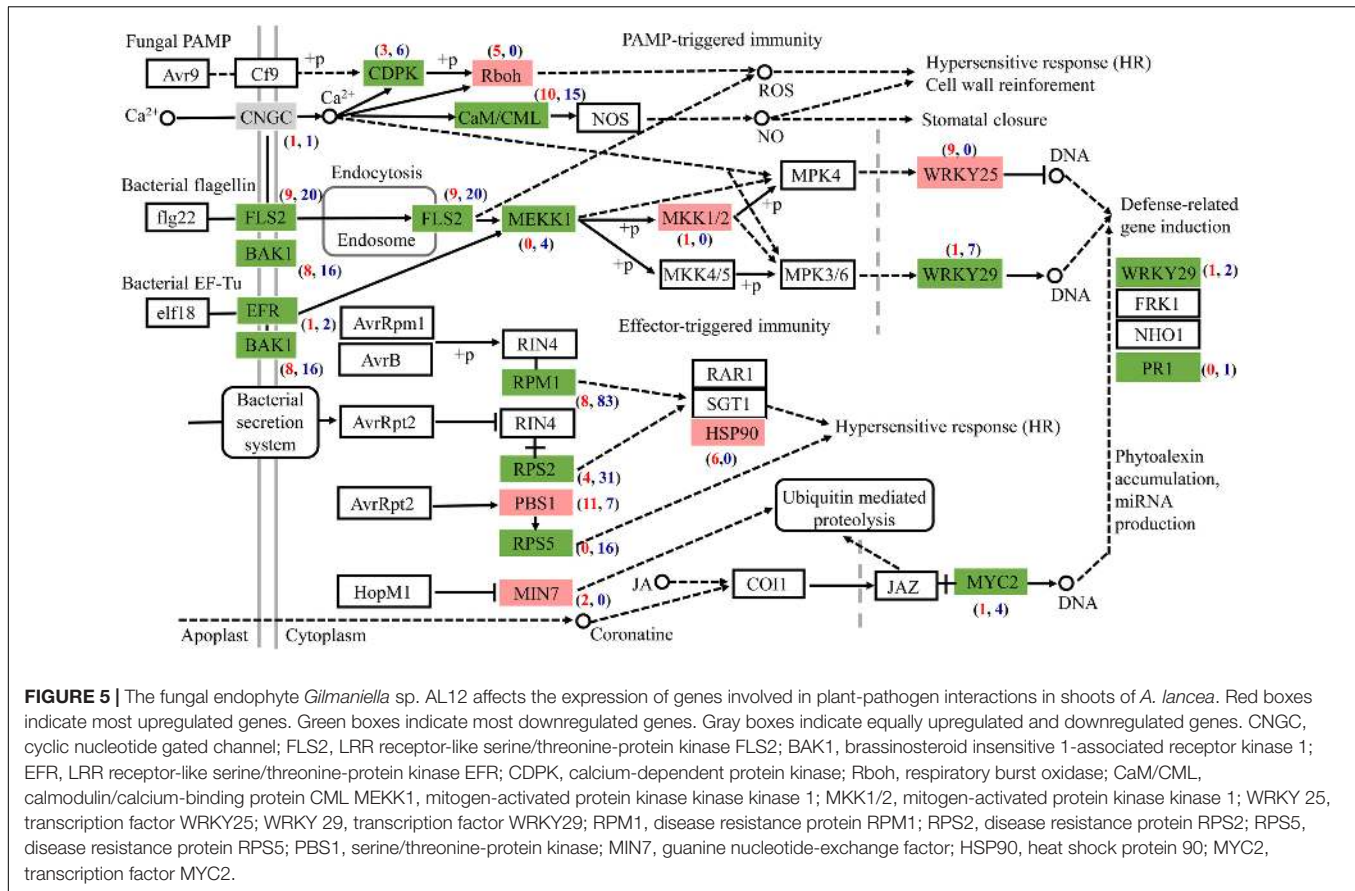 Fungal PAMP
Avr9
Cf9
+p
(3, 6)
CDPK
+p
(5, 0)
Rboh
PAMP-triggered immunity
ROS
Hypersensitive response (HR)
Cell wall reinforement
Ca2+
CNGC
(1, 1)
Ca2+
(10, 15)
CaM/CML
NOS
NO
Stomatal closure
Bacterial flagellin
flg22
(9, 20)
FLS2
BAK1
(8, 16)
Endocytosis
Endosome
(9, 20)
FLS2
MEKK1
(0, 4)
+p
+p
MKK1/2
(1, 0)
+p
MKK4/5
+p
MPK4
MPK3/6
(9, 0)
WRKY25
DNA
(1, 7)
WRKY29
DNA
Defense-related
gene induction
WRKY29 (1, 2)
FRK1
NHO1
PR1 (0, 1)
Bacterial EF-Tu
elf18
EFR
(1, 2)
BAK1
(8, 16)
Effector-triggered immunity
AvrRpm1
AvrB
+p
RIN4
RPM1
(8, 83)
RAR1
SGT1
HSP90
(6,0)
Bacterial
secretion
system
AvrRpt2
RIN4
RPS2
(4, 31)
Hypersensitive response (HR)
AvrRpt2
PBS1 (11, 7)
RPS5
(0, 16)
Ubiquitin mediated
proteolysis
Phytoalexin
accumulation,
miRNA
production
HopM1
MIN7
(2, 0)
JA
COI1
JAZ
MYC2
(1, 4)
DNA
Apoplast
Cytoplasm
Coronatine
FIGURE 5 | The fungal endophyte Gilmaniella sp. AL12 affects the expression of genes involved in plant-pathogen interactions in shoots of A. lancea. Red boxes
indicate most upregulated genes. Green boxes indicate most downregulated genes. Gray boxes indicate equally upregulated and downregulated genes. CNGC,
cyclic nucleotide gated channel; FLS2, LRR receptor-like serine/threonine-protein kinase FLS2; BAK1, brassinosteroid insensitive 1-associated receptor kinase 1;
EFR, LRR receptor-like serine/threonine-protein kinase EFR; CDPK, calcium-dependent protein kinase; Rboh, respiratory burst oxidase; CaM/CML,
calmodulin/calcium-binding protein CML MEKK1, mitogen-activated protein kinase kinase kinase 1; MKK1/2, mitogen-activated protein kinase kinase 1; WRKY 25,
transcription factor WRKY25; WRKY 29, transcription factor WRKY29; RPM1, disease resistance protein RPM1; RPS2, disease resistance protein RPS2; RPS5,
disease resistance protein RPS5; PBS1, serine/threonine-protein kinase; MIN7, guanine nucleotide-exchange factor; HSP90, heat shock protein 90; MYC2,
transcription factor MYC2.